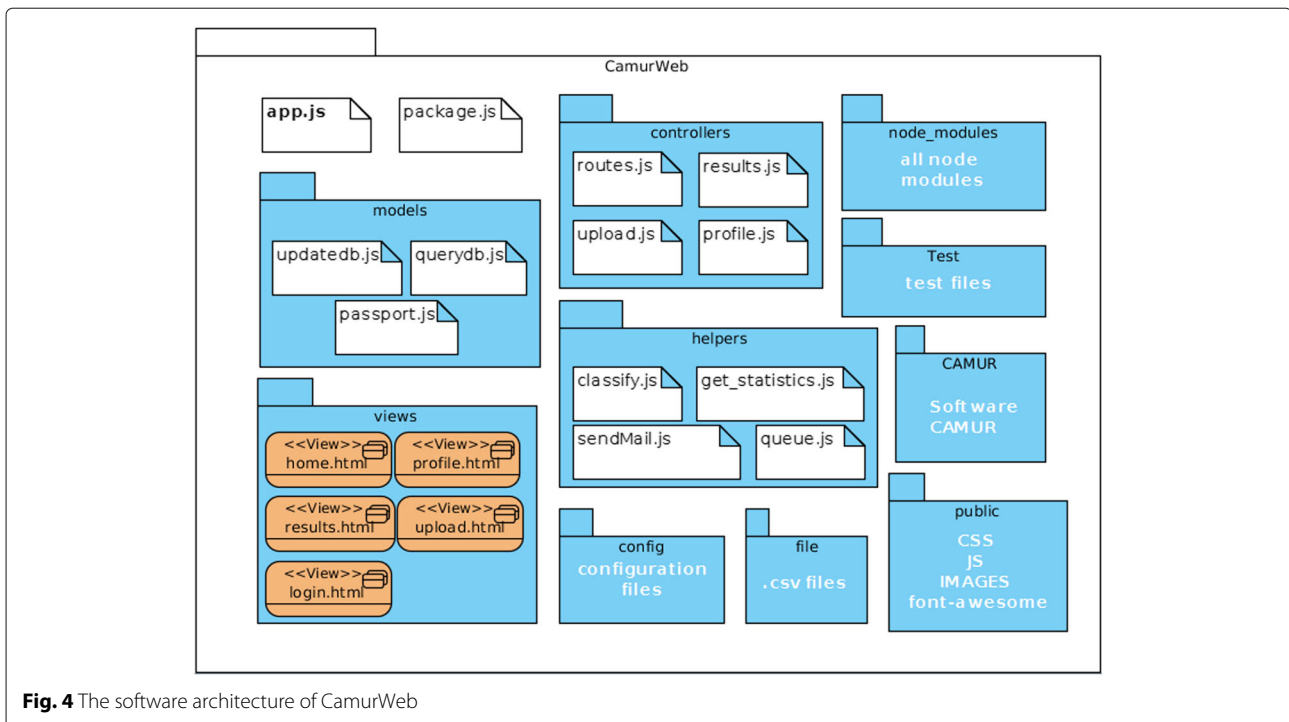 CamurWeb
app.js
package.js
models
updatedb.js
querydb.js
passport.js
views
<<View>>
home.html
<<View>>
profile.html
<<View>>
results.html
<<View>>
upload.html
<<View>>
login.html
controllers
routes.js
results.js
upload.js
profile.js
helpers
classify.js
get_statistics.js
sendMail.js
queue.js
config
configuration
files
file
.csv files
node_modules
all node
modules
Test
test files
CAMUR
Software
CAMUR
public
CSS
JS
IMAGES
font-awesome
Fig. 4 The software architecture of CamurWeb